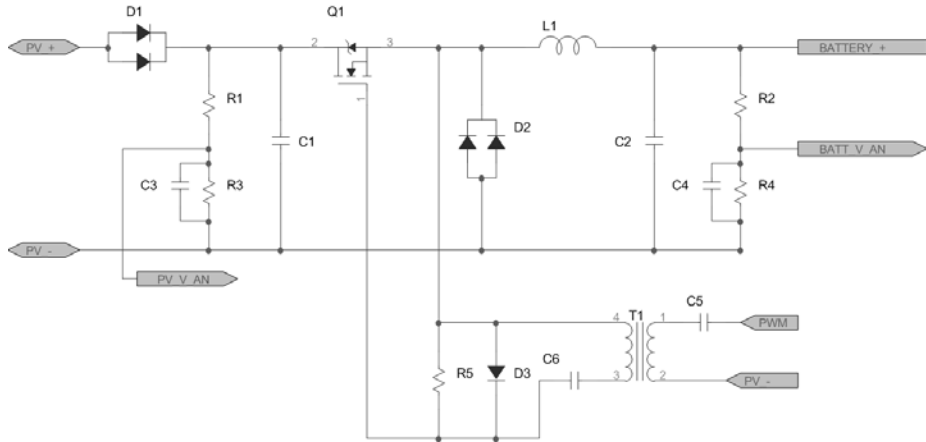 D1
Q1
L1
PV +
2
3
BATTERY +
1
R1
R2
C1
D2
C2
BATT V AN
C3
R3
C4
R4
PV -
PV V AN
C5
4
T1
1
PWM
C6
R5
D3
3
2
PV -